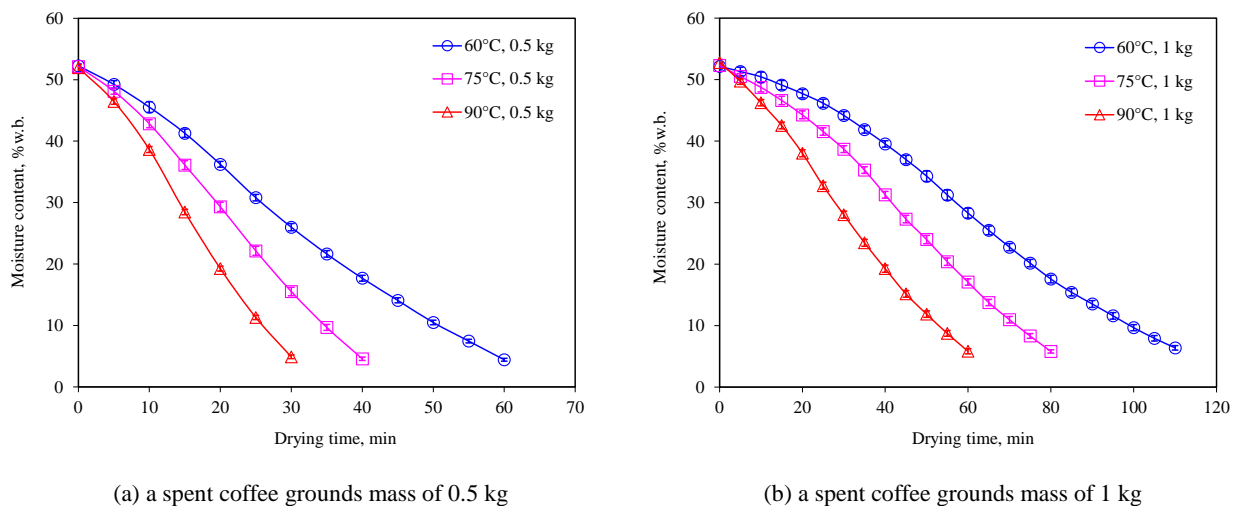 60
50
40
30
20
10
0
Moisture content, %w.b.
60°C, 0.5 kg
75°C, 0.5 kg
90°C, 0.5 kg
0 10 20 30 40 50 60 70
Drying time, min
(a) a spent coffee grounds mass of 0.5 kg
60
50
40
30
20
10
0
Moisture content, %w.b.
60°C, 1 kg
75°C, 1 kg
90°C, 1 kg
0 20 40 60 80 100 120
Drying time, min
(b) a spent coffee grounds mass of 1 kg